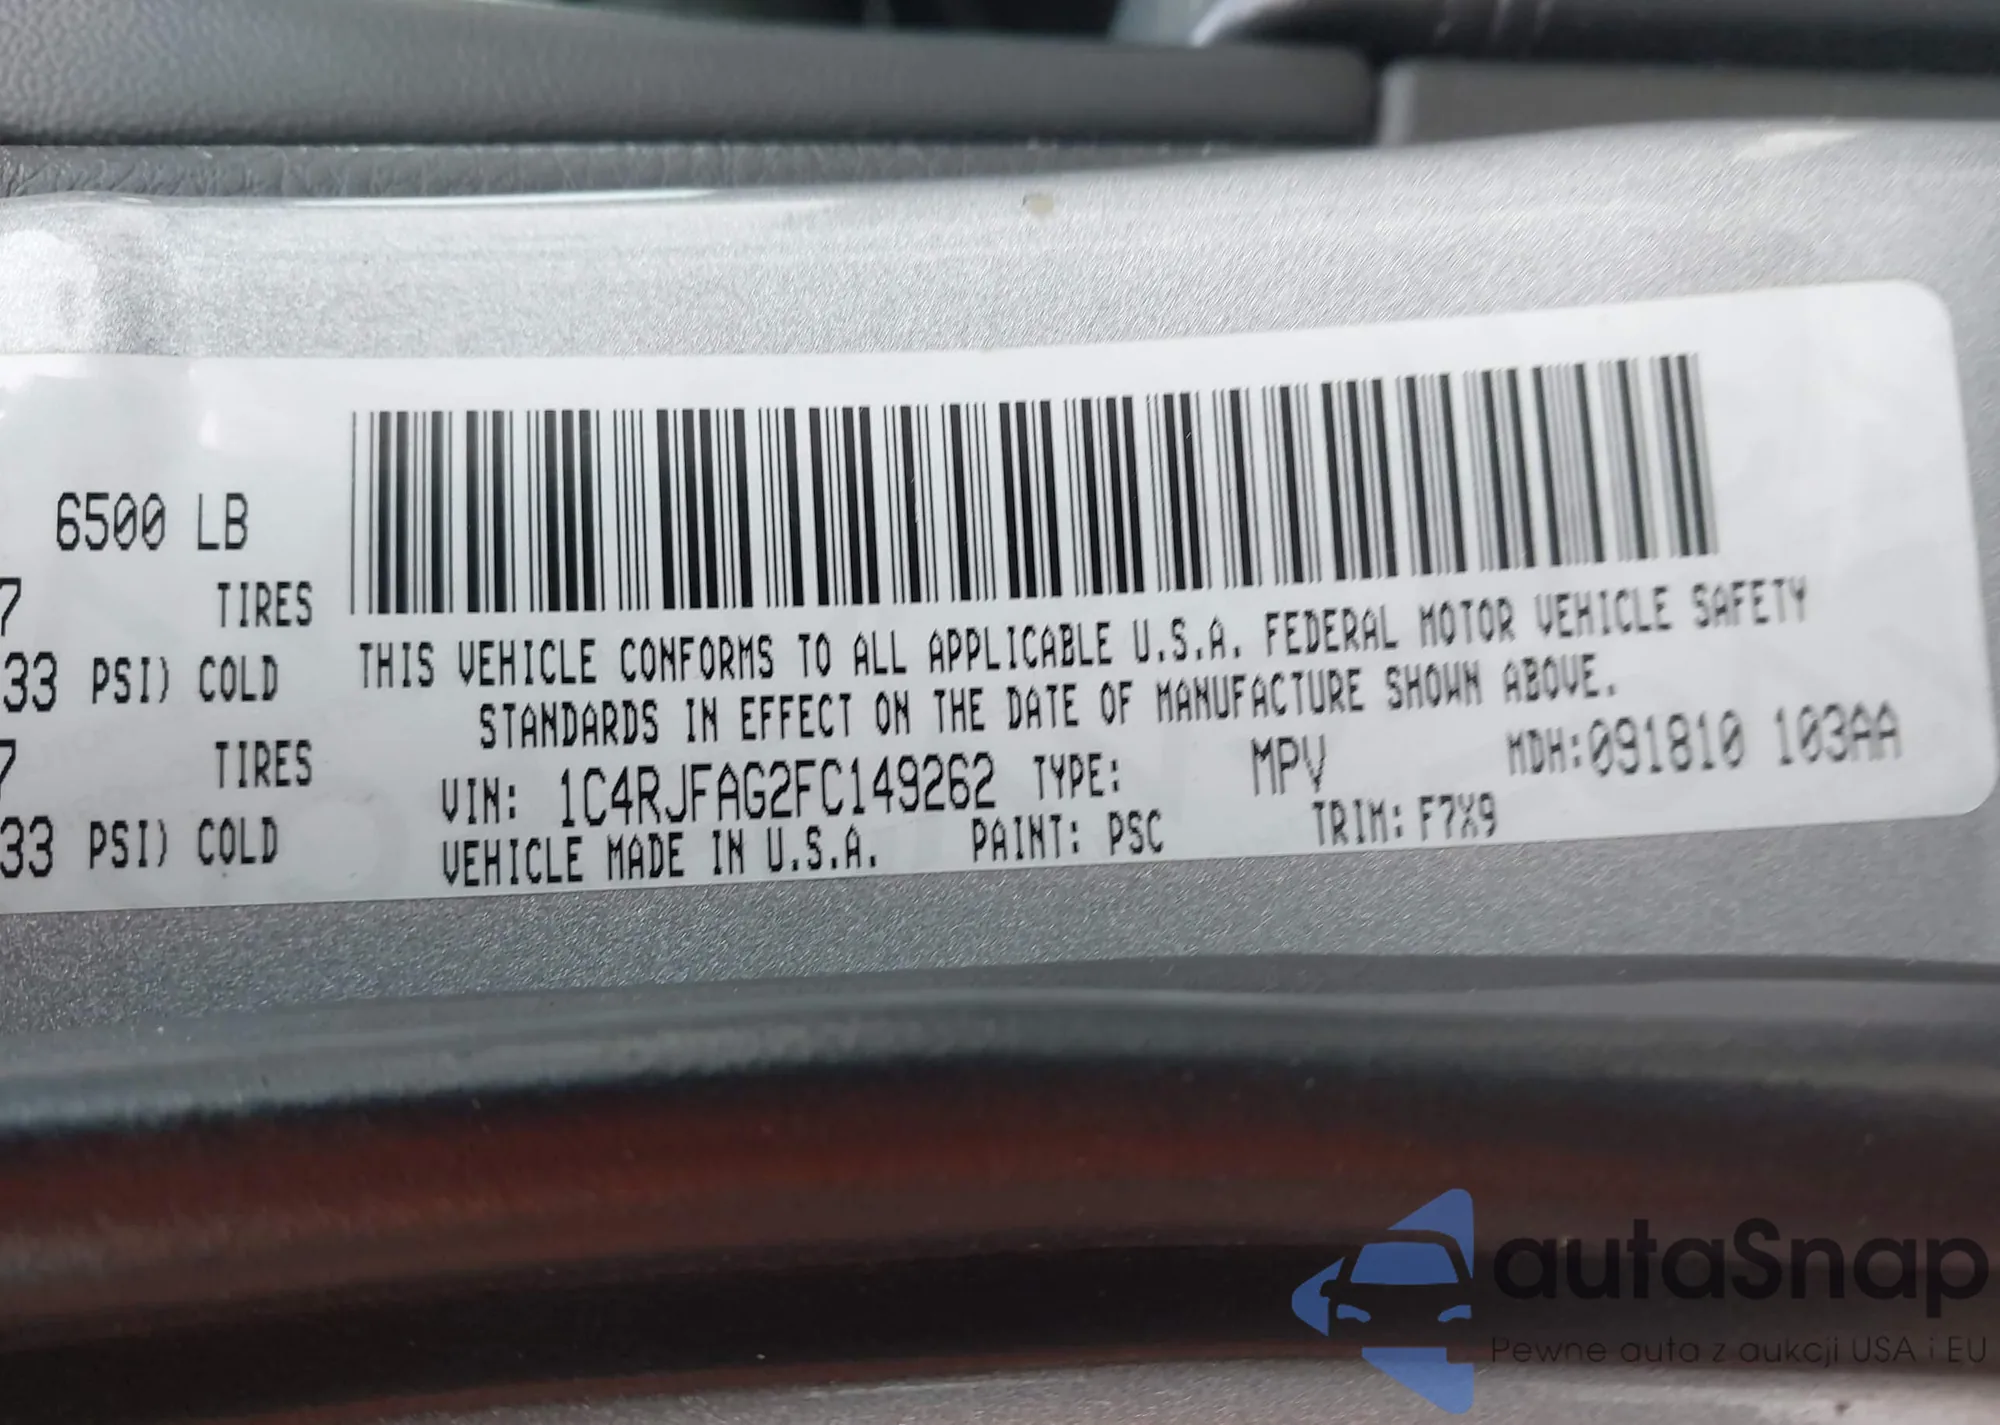 6500 LB
7 TIRES
33 PSI) COLD
7 TIRES
33 PSI) COLD
THIS VEHICLE CONFORMS TO ALL APPLICABLE U.S.A. FEDERAL MOTOR VEHICLE SAFETY
STANDARDS IN EFFECT ON THE DATE OF MANUFACTURE SHOWN ABOVE.
VIN: 1C4RJFAG2FC149262 TYPE: MPV MDH:091810 103AA
VEHICLE MADE IN U.S.A. PAINT: PSC TRIM: F7X9
autaSnap
Pewne auta z aukcji USA i EU